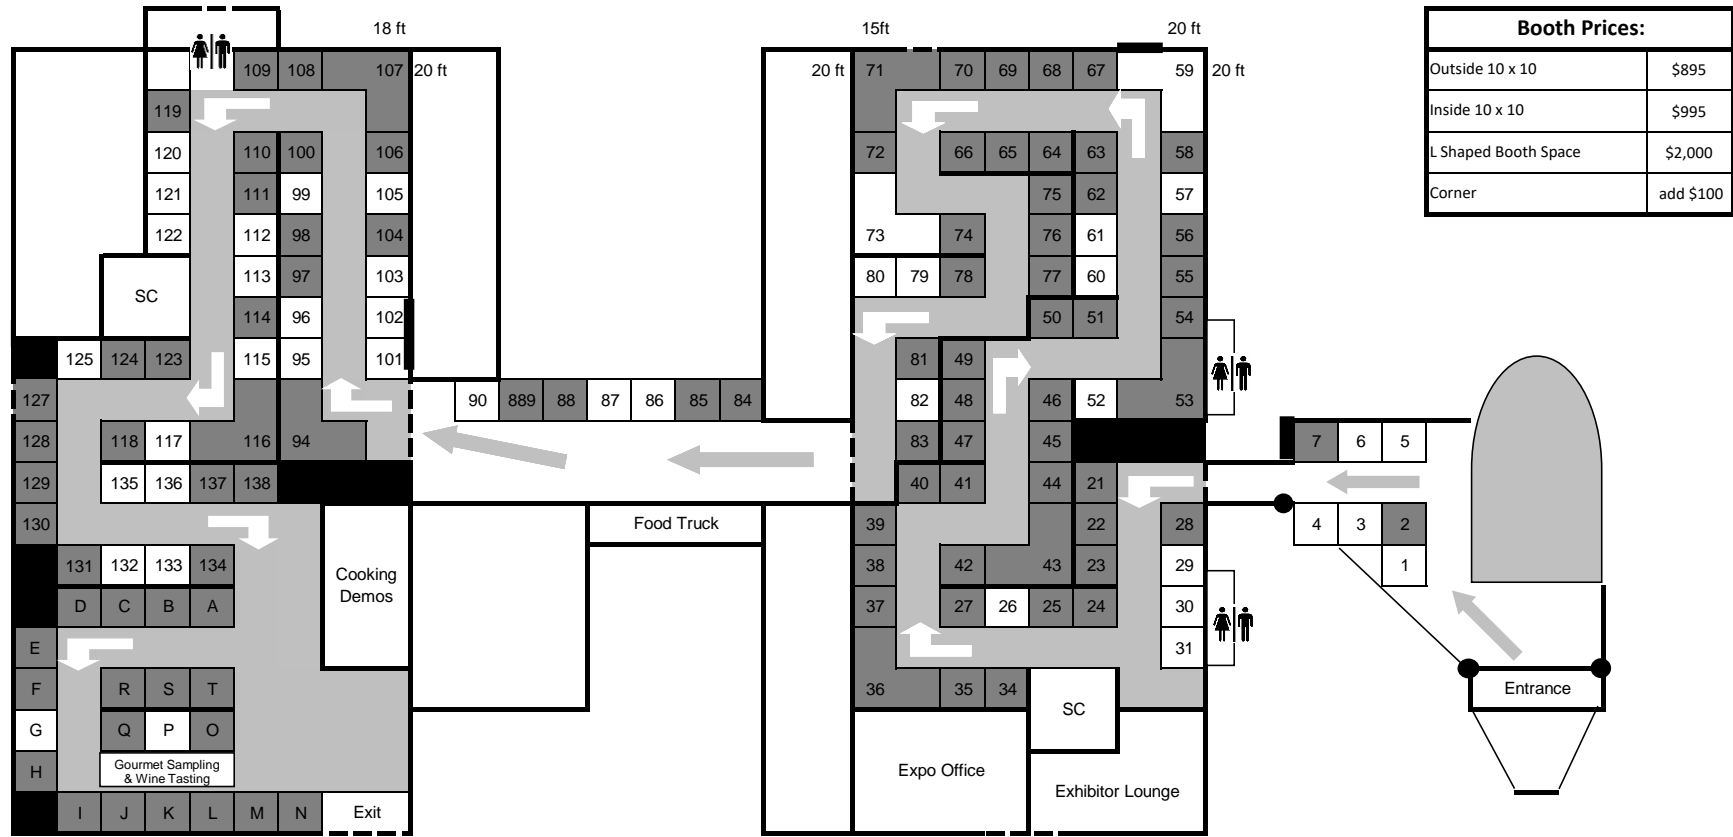 18 ft 15ft 20 ft
Booth Prices:
109 108 107 20 ft 20 ft 71 70 69 68 67 59 20 ft
Outside 10 x 10 $895
119
Inside 10 x 10 $995
120 110 100 106 72 66 65 64 63 58
L Shaped Booth Space $2,000
121 111 99 105 75 62 57
Corner add $100
122 112 98 104 73 74 76 61 56
113 97 103 80 79 78 77 60 55
SC
114 96 102 50 51 54
125 124 123 115 95 101 81 49
127 90 889 88 87 86 85 84 82 48 46 52 53
128 118 117 116 94 83 47 45 7 6 5
129 135 136 137 138 40 41 44 21
130 Food Truck 39 22 28 4 3 2
131 132 133 134 38 42 43 23 29 1
Cooking
Demos
D C B A 37 27 26 25 24 30
E 31
F R S T 36 35 34 Entrance
SC
G Q P O
H Gourmet Sampling
& Wine Tasting
Expo Office
Exhibitor Lounge
I J K L M N Exit